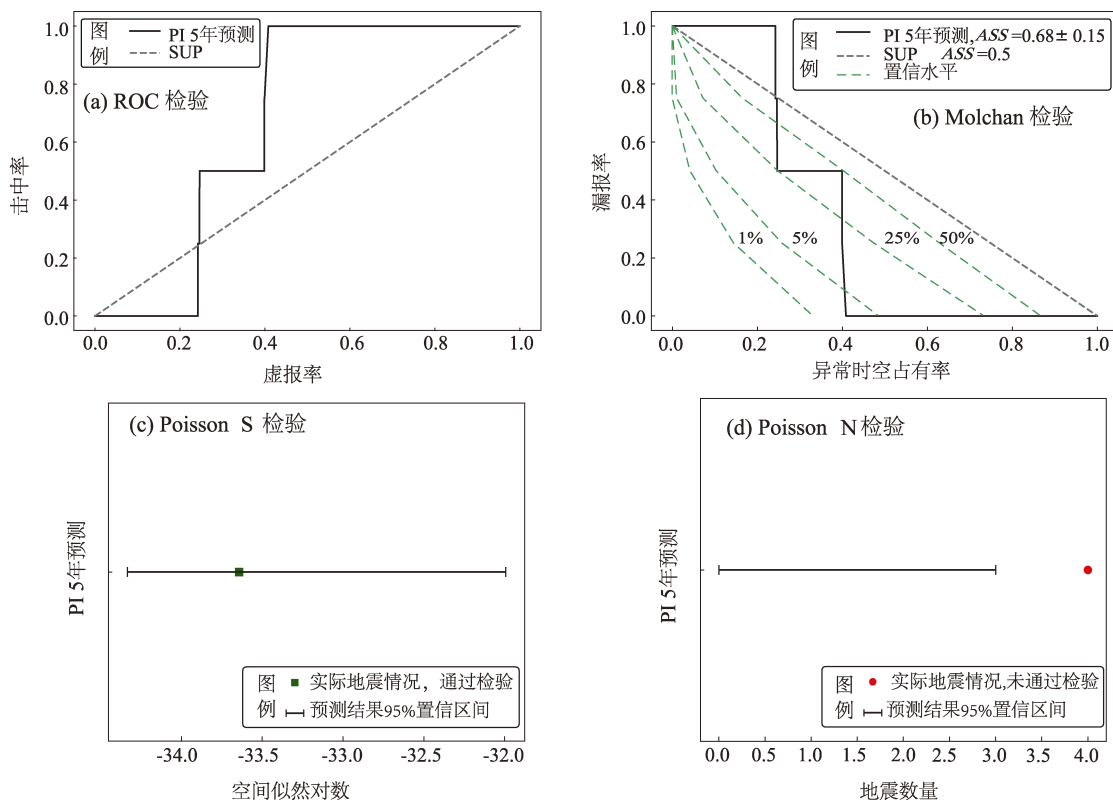 图例
PI 5年预测
SUP
(a) ROC 检验
击中率
1.0
0.8
0.6
0.4
0.2
0.0
0.0 0.2 0.4 0.6 0.8 1.0
虚报率
图例
PI 5年预测,ASS=0.68±0.15
SUP ASS=0.5
置信水平
(b) Molchan 检验
漏报率
1.0
0.8
0.6
0.4
0.2
0.0
1% 5% 25% 50%
0.0 0.2 0.4 0.6 0.8 1.0
异常时空占有率
(c) Poisson S 检验
PI 5年预测
图例
实际地震情况，通过检验
预测结果95%置信区间
-34.0 -33.5 -33.0 -32.5 -32.0
空间似然对数
(d) Poisson N 检验
PI 5年预测
图例
实际地震情况,未通过检验
预测结果95%置信区间
0.0 0.5 1.0 1.5 2.0 2.5 3.0 3.5 4.0
地震数量